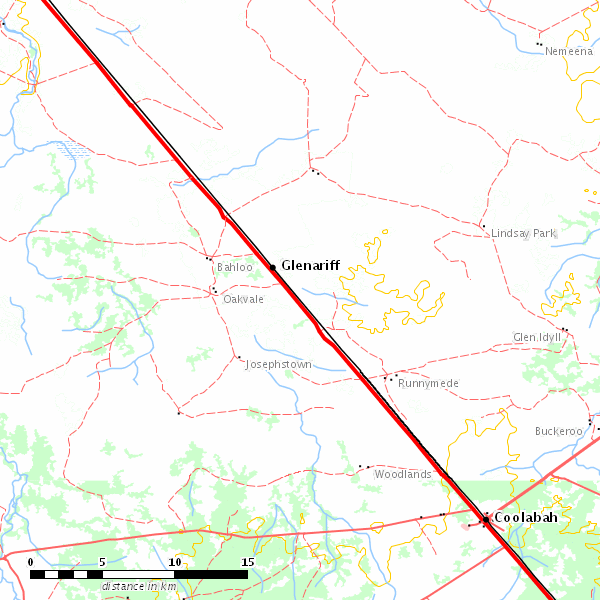 Nemeena
Lindsay Park
Glenariff
Bahloo
Oakvale
Glen Idyll
Josephstown
Runnymede
Buckeroo
Woodlands
Coolabah
0 5 10 15
distance in km